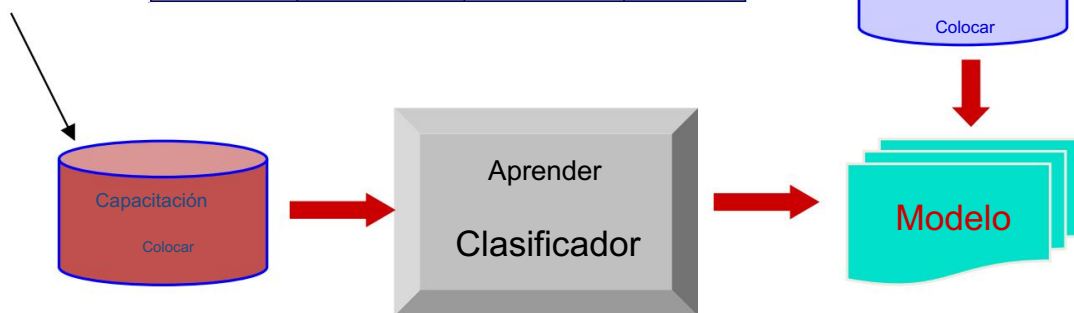 Colocar
Capacitación
Colocar
Aprender
Clasificador
Modelo